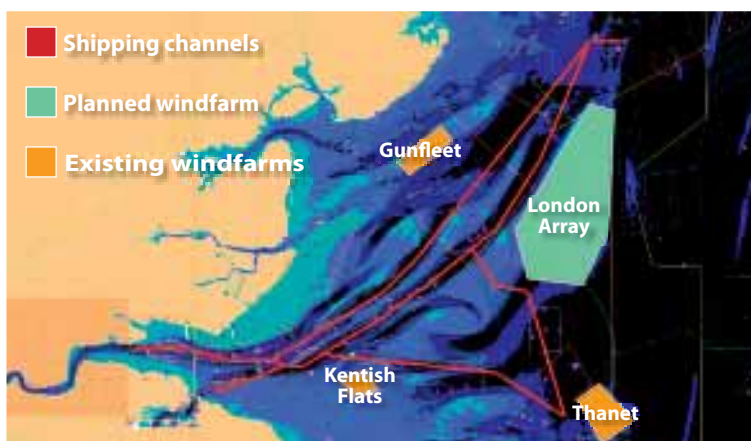 Shipping channels
Planned windfarm
Existing windfarms
Gunfleet
London
Array
Kentish
Flats
Thanet